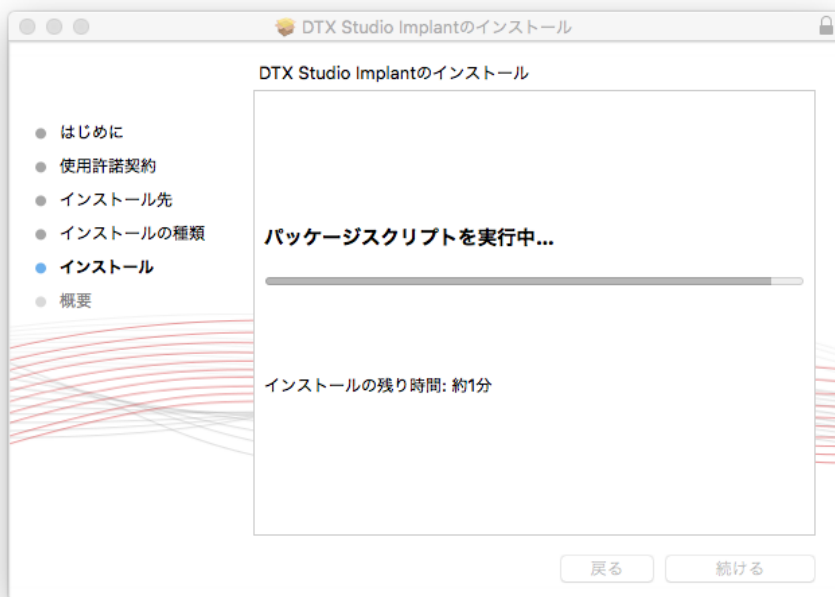 DTX Studio Implantのインストール
DTX Studio Implantのインストール
はじめに
使用許諾契約
インストール先
インストールの種類
インストール
概要
パッケージスクリプトを実行中...
インストールの残り時間: 約1分
戻る
続ける